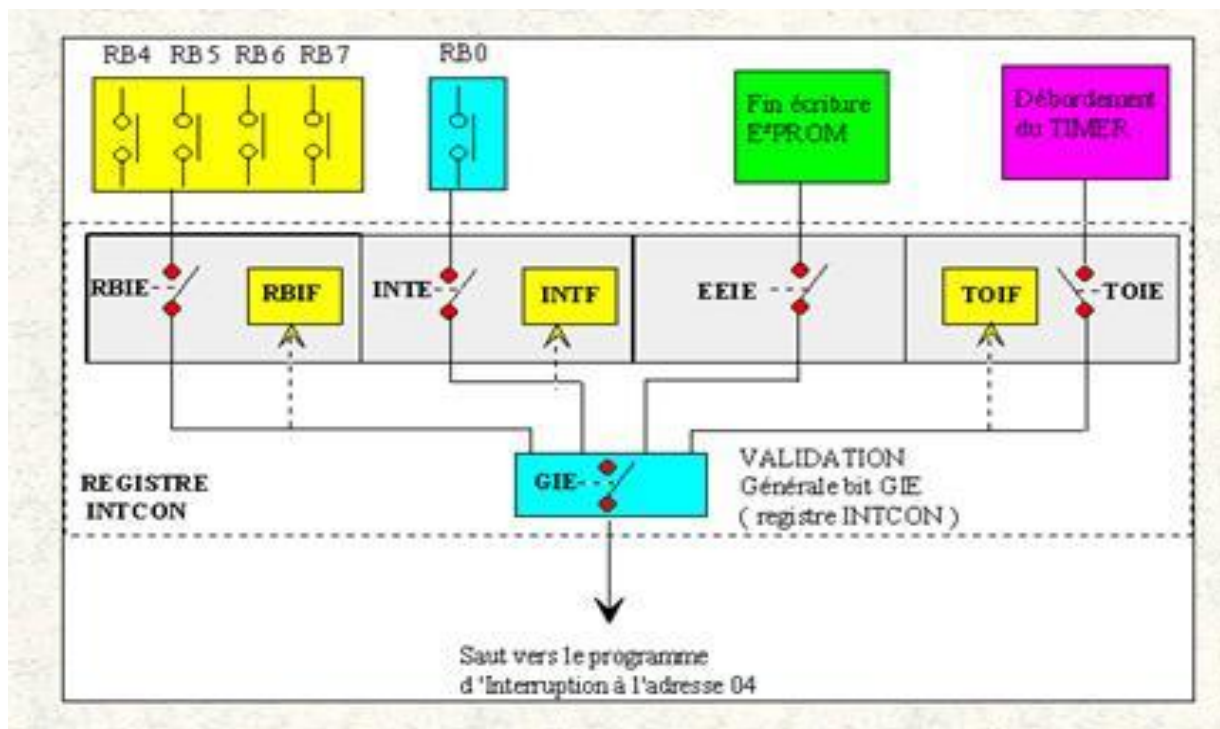 RB4 RB5 RB6 RB7
RB0
Fin écriture
E²PROM
Débordement
du TIMER
RBIE
RBIF
INTE
INTF
EEIE
TOIF
TOIE
GIE
VALIDATION
Générale bit GIE
( registre INTCON )
REGISTRE
INTCON
Saut vers le programme
d 'Interruption à l'adresse 04